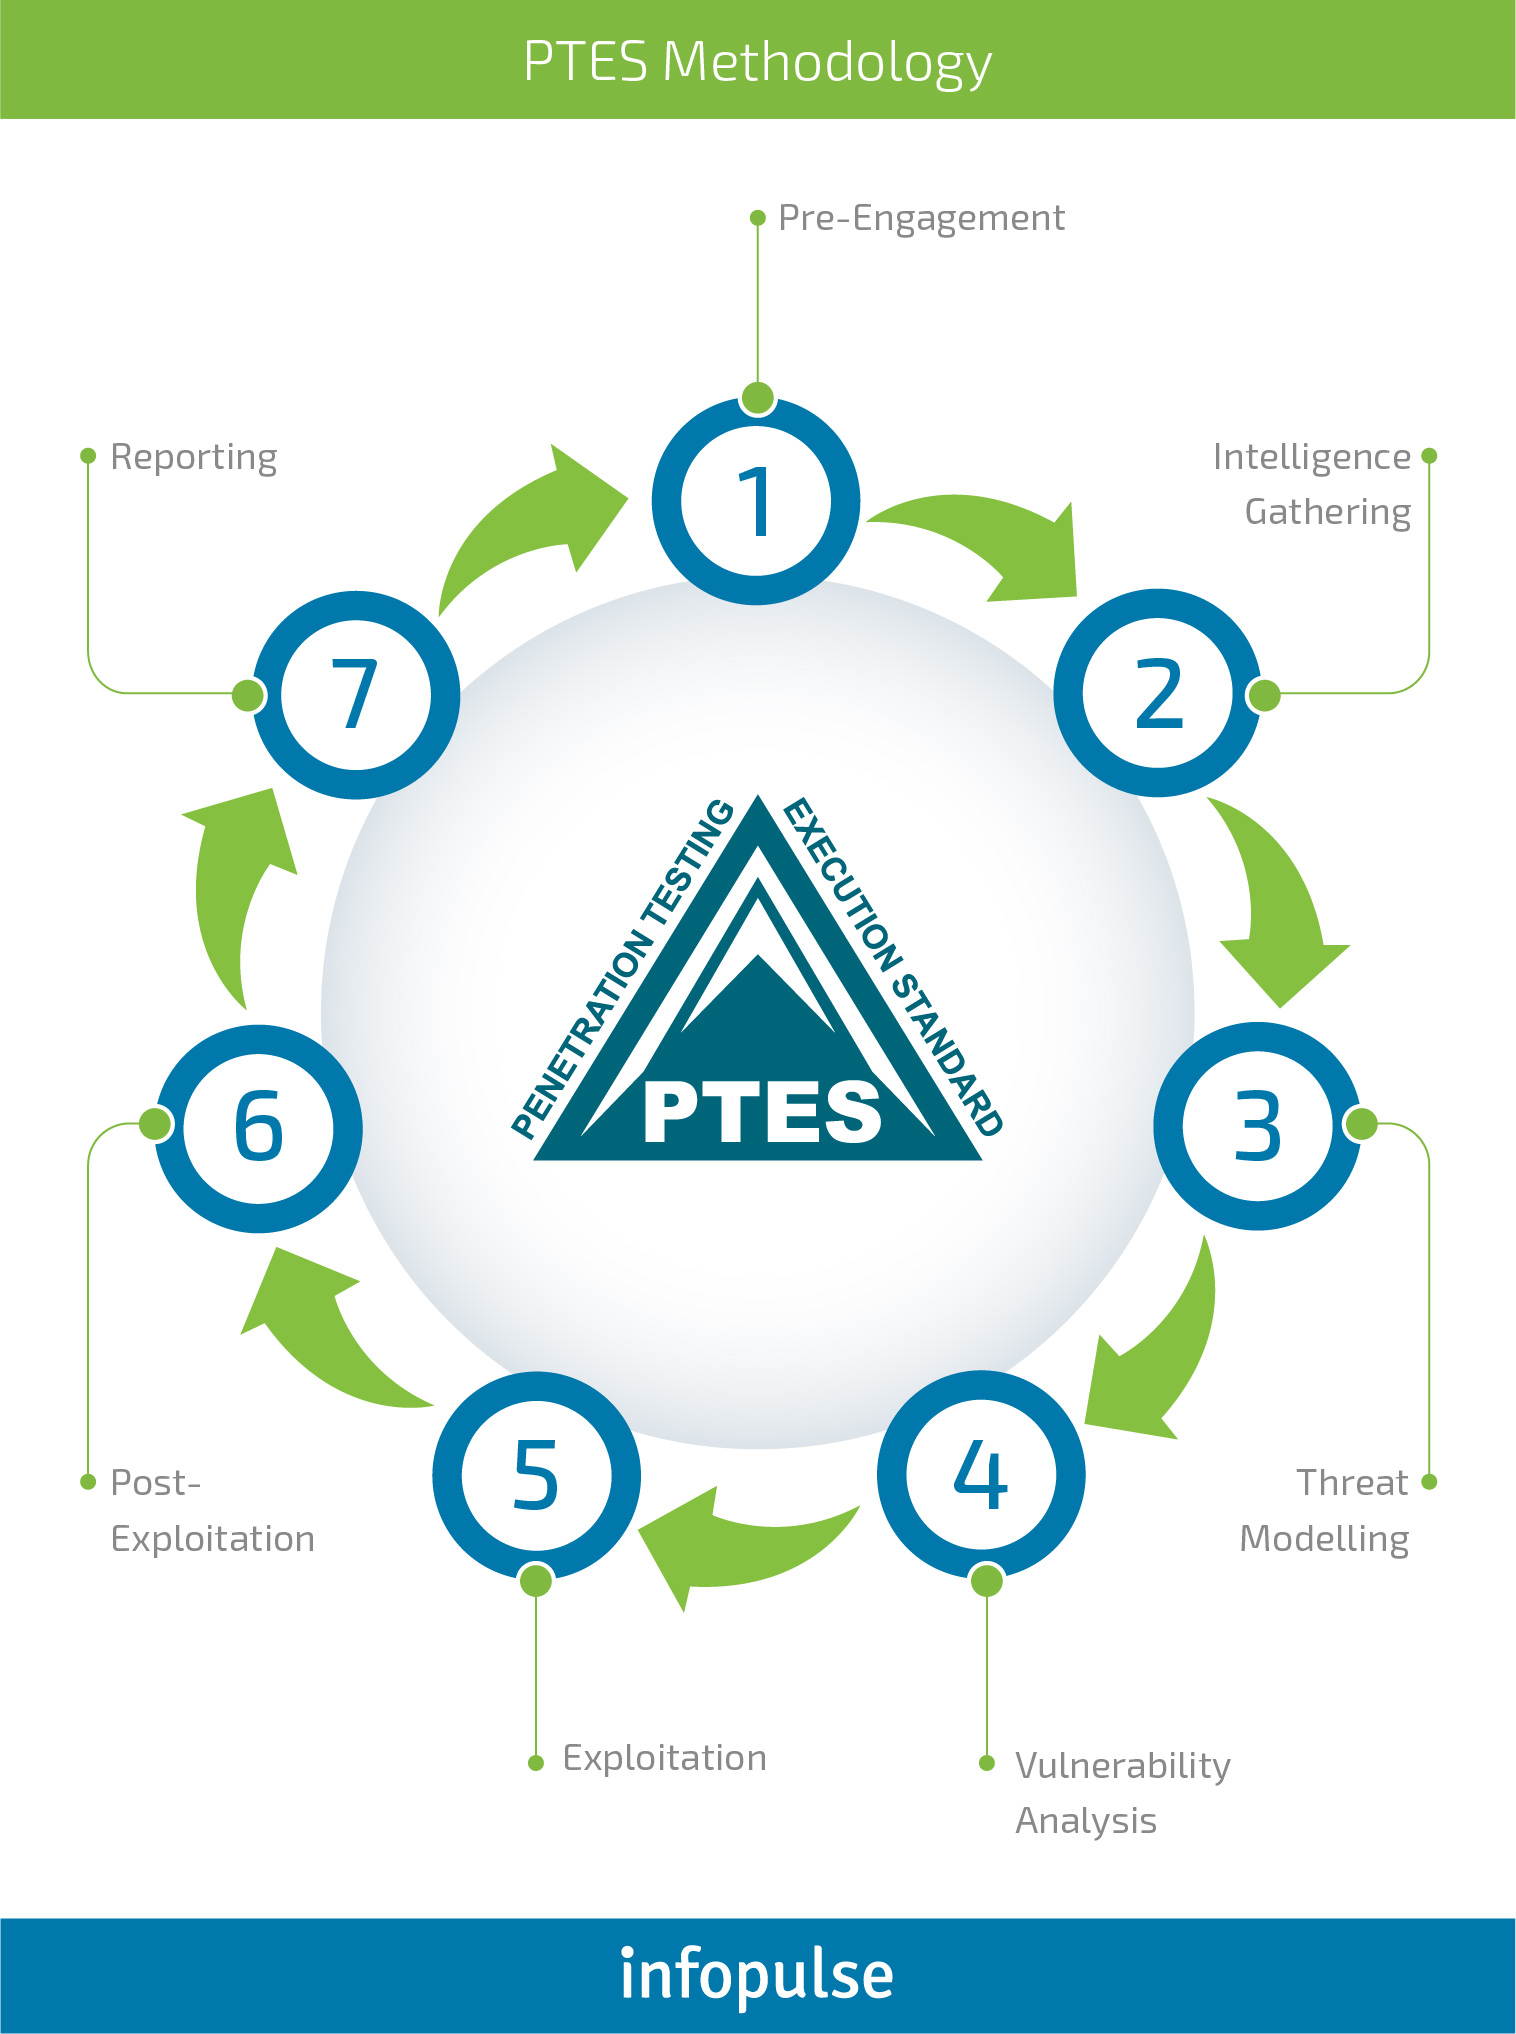 PTES Methodology
Pre-Engagement
1
Intelligence
Gathering
2
Threat
Modelling
3
Vulnerability
Analysis
4
Exploitation
5
Post-
Exploitation
6
Reporting
7
PENETRATION TESTING
EXECUTION STANDARD
PTES
infopulse